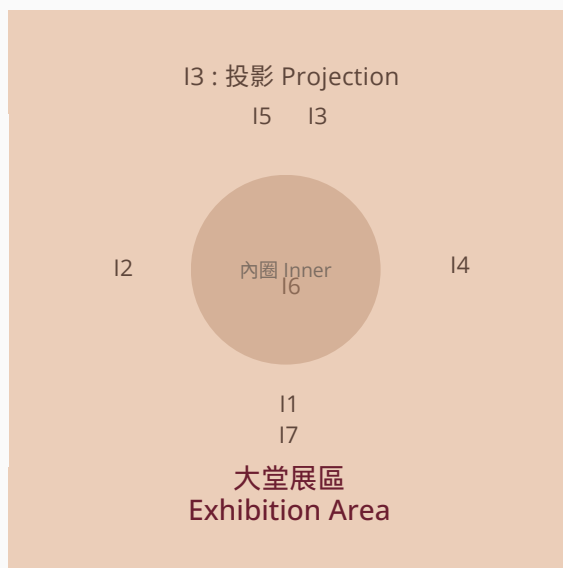 I3 : 投影 Projection
I5 I3
I2
內圈 Inner
I6
I4
I1
I7
大堂展區
Exhibition Area